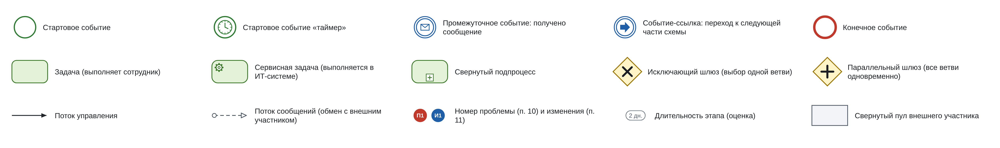 Стартовое событие
Стартовое событие «таймер»
Промежуточное событие: получено
сообщение
Событие-ссылка: переход к следующей
части схемы
Конечное событие
Задача (выполняет сотрудник)
Сервисная задача (выполняется в
ИТ-системе)
Свернутый подпроцесс
Исключающий шлюз (выбор одной ветви)
Параллельный шлюз (все ветви
одновременно)
Поток управления
Поток сообщений (обмен с внешним
участником)
П1
И1
Номер проблемы (п. 10) и изменения (п.
11)
2 дн.
Длительность этапа (оценка)
Свернутый пул внешнего участника